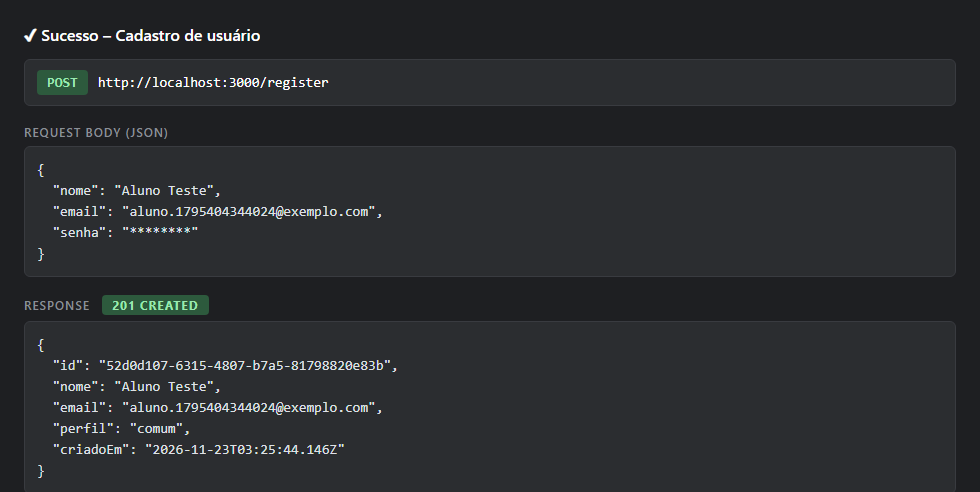 ✔ Sucesso – Cadastro de usuário
POST http://localhost:3000/register
REQUEST BODY (JSON)
{
  "nome": "Aluno Teste",
  "email": "aluno.1795404344024@exemplo.com",
  "senha": "********"
}
RESPONSE 201 CREATED
{
  "id": "52d0d107-6315-4807-b7a5-81798820e83b",
  "nome": "Aluno Teste",
  "email": "aluno.1795404344024@exemplo.com",
  "perfil": "comum",
  "criadoEm": "2026-11-23T03:25:44.146Z"
}